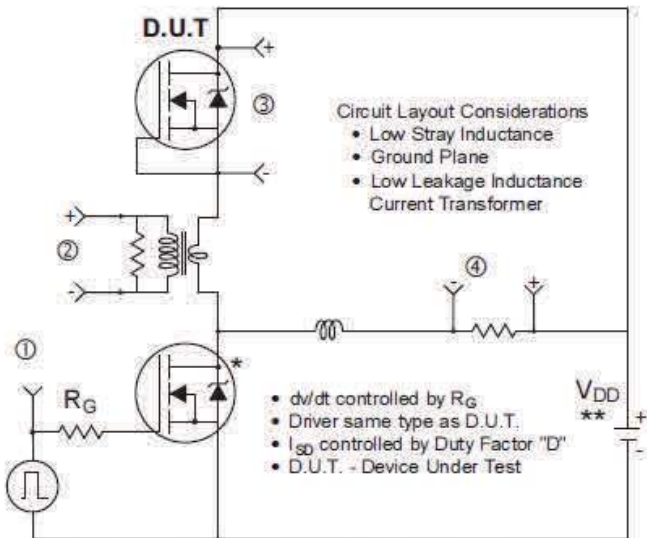 D.U.T
+
③
Circuit Layout Considerations
• Low Stray Inductance
• Ground Plane
• Low Leakage Inductance
Current Transformer
-
+
②
-
④
- +
①
*
R_G
V_DD
**
+
-
• dv/dt controlled by R_G
• Driver same type as D.U.T.
• I_SD controlled by Duty Factor "D"
• D.U.T. - Device Under Test